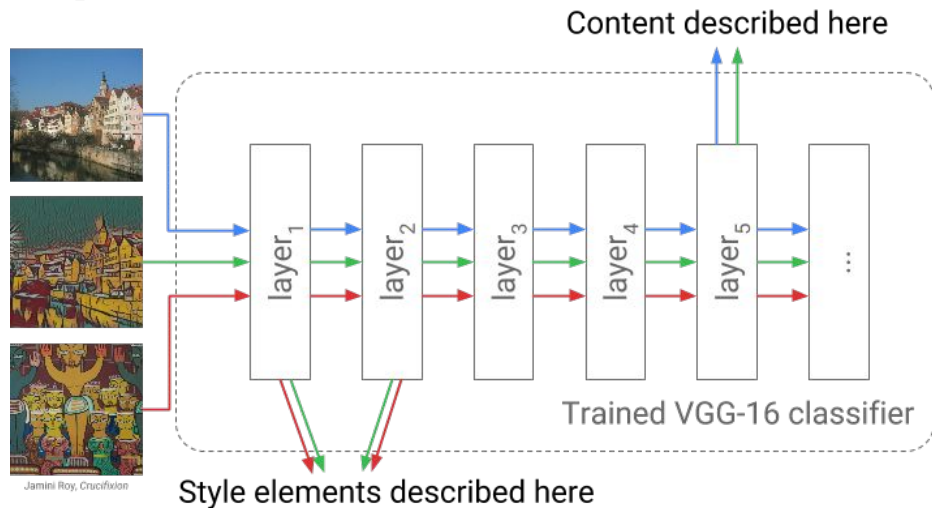 Content described here
layer1
layer2
layer3
layer4
layer5
...
Trained VGG-16 classifier
Jamini Roy, Crucifixion
Style elements described here